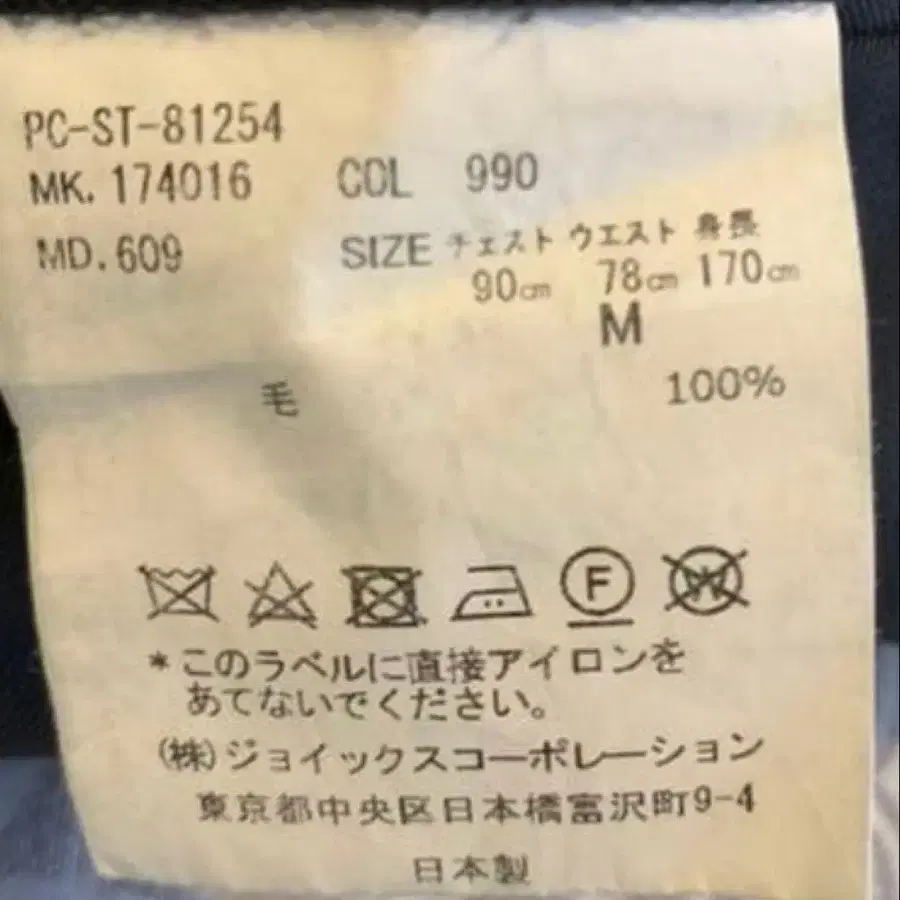 PC-ST-81254
MK. 174016 COL 990
MD. 609 SIZE チェスト ウエスト 身長
90㎝ 78㎝ 170㎝
M
毛 100%
F W
*このラベルに直接アイロンを
あてないでください。
(株)ジョイックスコーポレーション
東京都中央区日本橋富沢町9-4
日本製